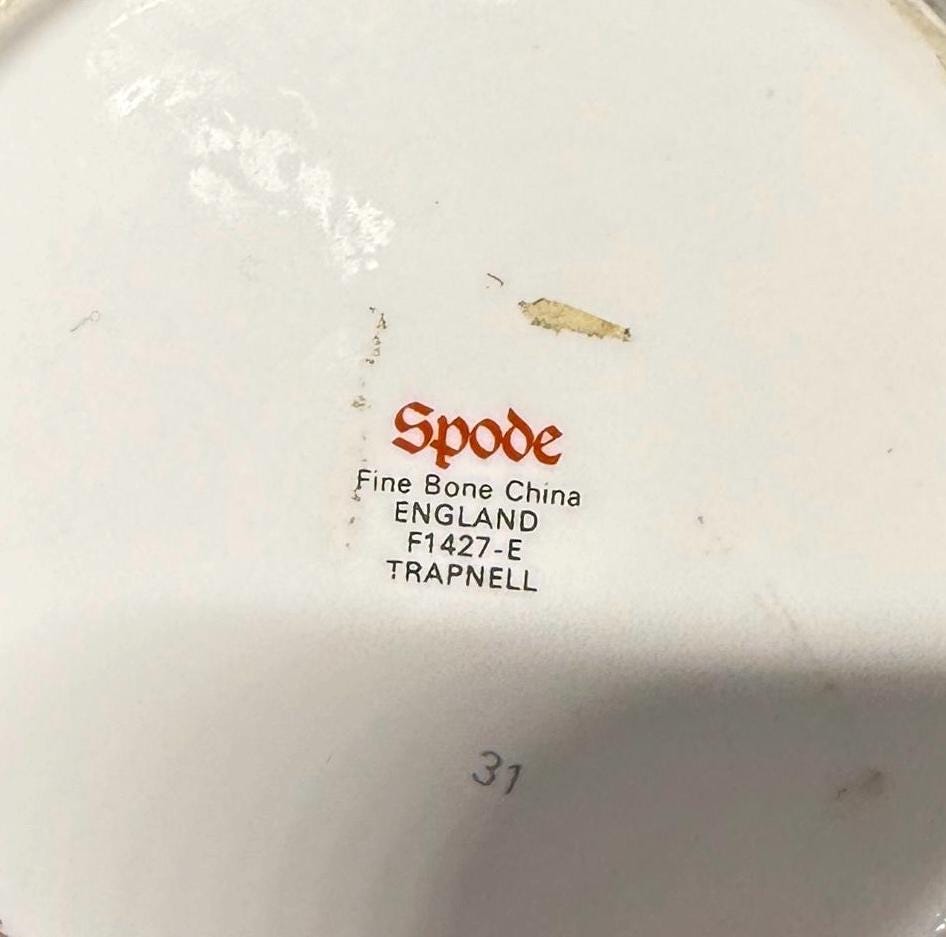 Spode
Fine Bone China
ENGLAND
F1427-E
TRAPNELL
31